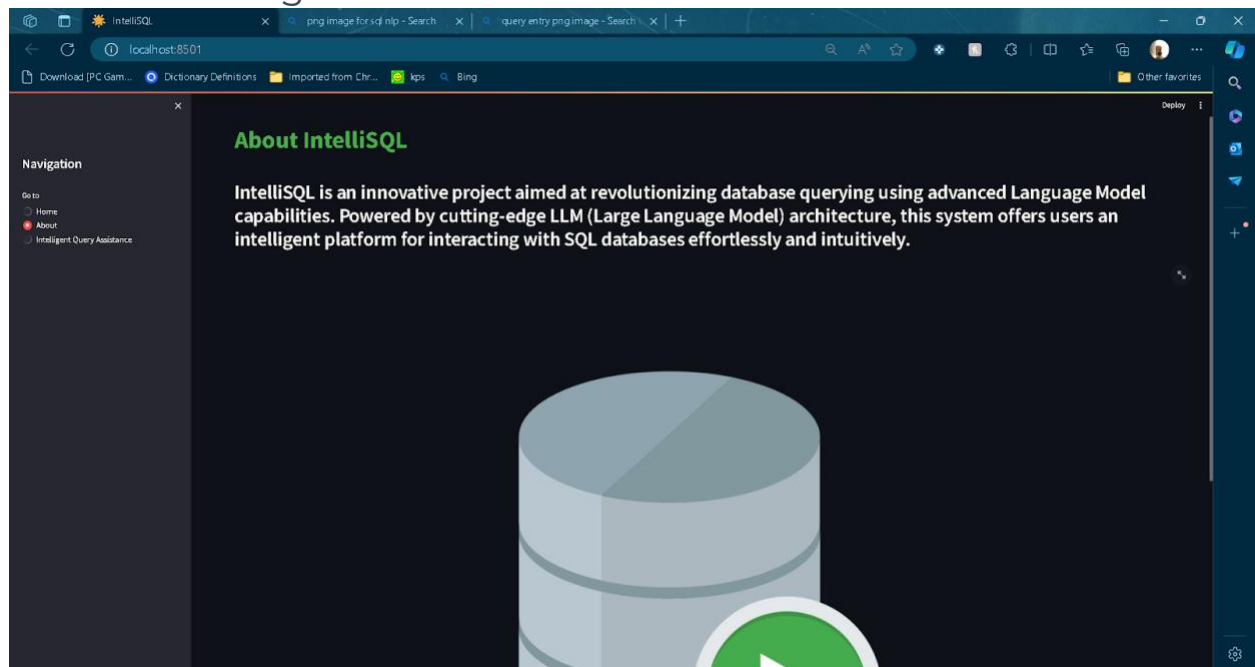 IntelliSQL
png image for sql nlp - Search
query entry png image - Search
localhost:8501
Download [PC Gam...
Dictionary Definitions
Imported from Chr...
kps
Bing
Other favorites
Deploy
Navigation
Go to
Home
About
Intelligent Query Assistance
About IntelliSQL
IntelliSQL is an innovative project aimed at revolutionizing database querying using advanced Language Model
capabilities. Powered by cutting-edge LLM (Large Language Model) architecture, this system offers users an
intelligent platform for interacting with SQL databases effortlessly and intuitively.